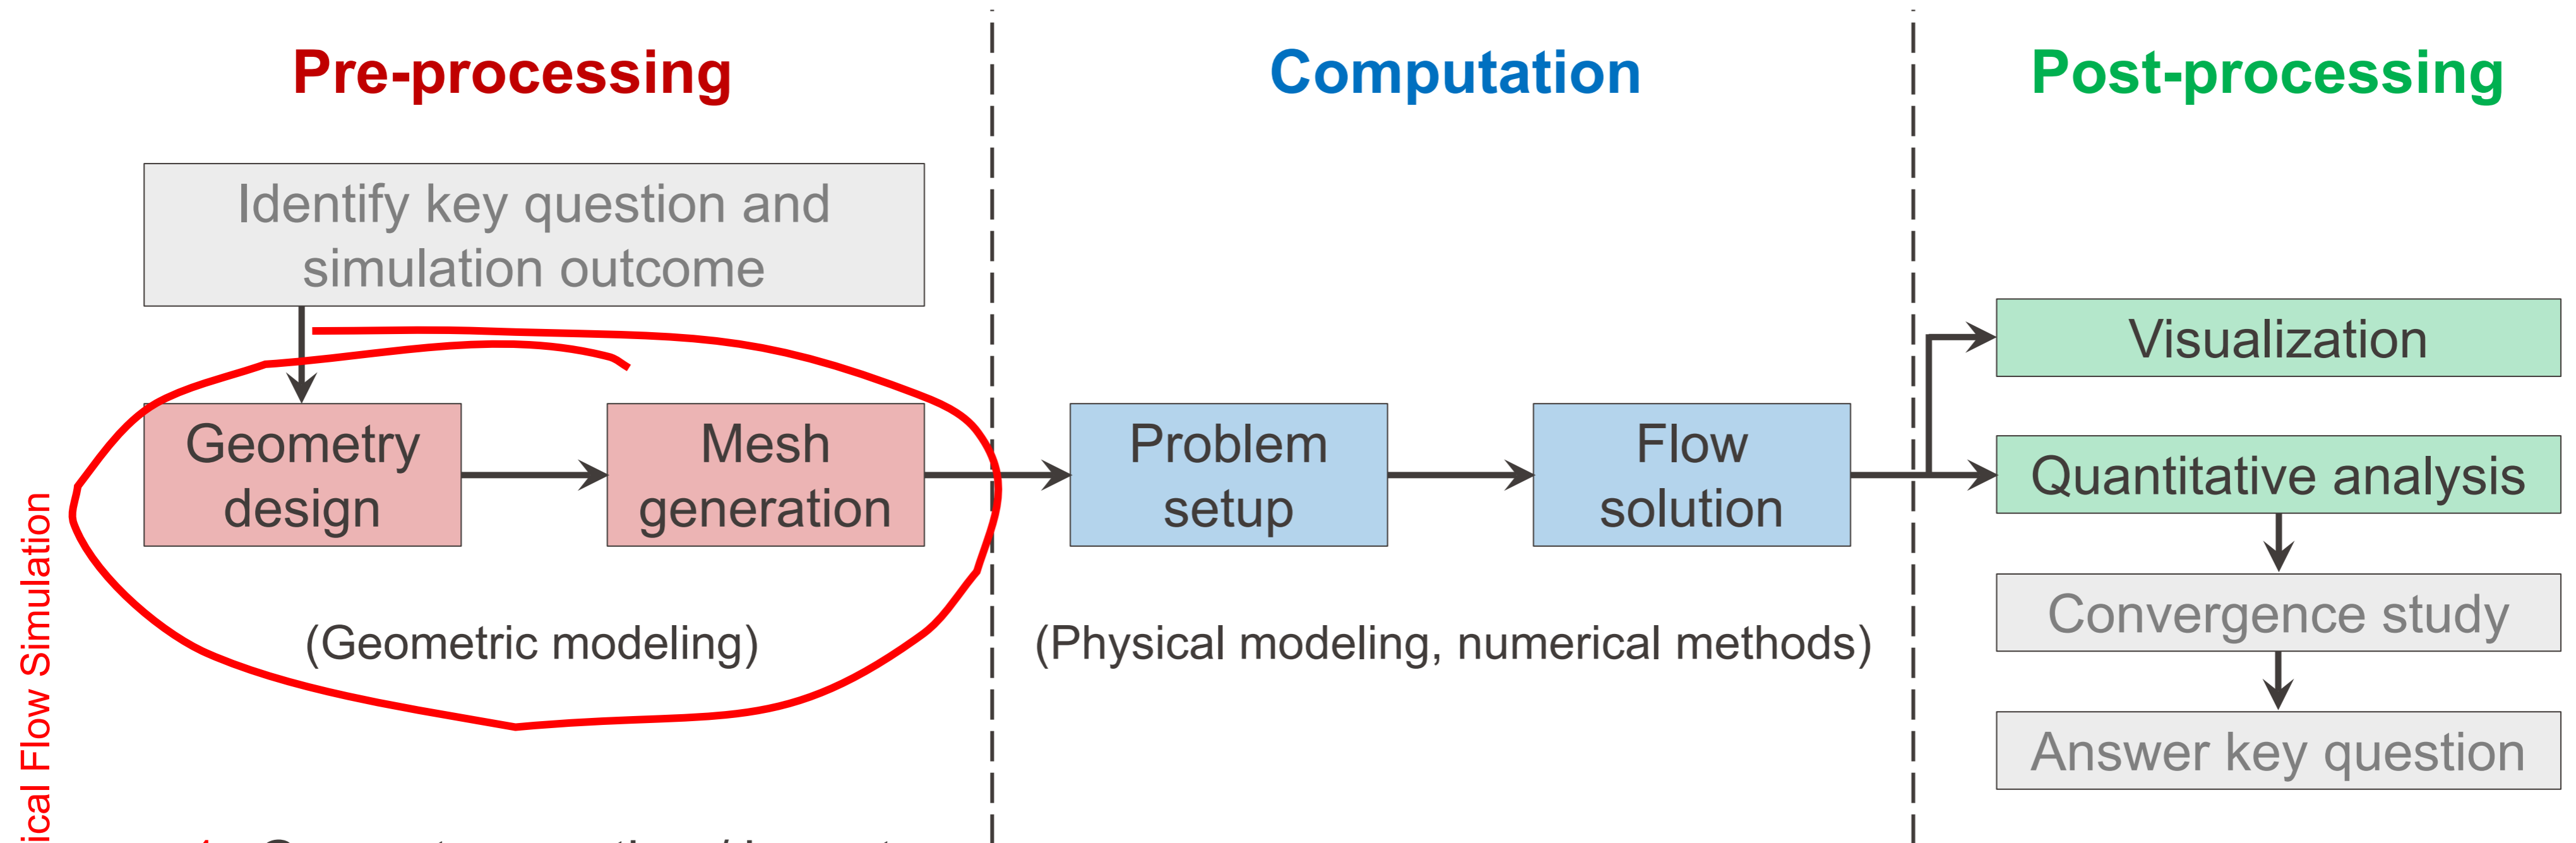 Pre-processing
Computation
Post-processing
Identify key question and
simulation outcome
Visualization
Geometry
design
Mesh
generation
Problem
setup
Flow
solution
Quantitative analysis
Convergence study
(Geometric modeling)
(Physical modeling, numerical methods)
Answer key question
ical Flow Simulation